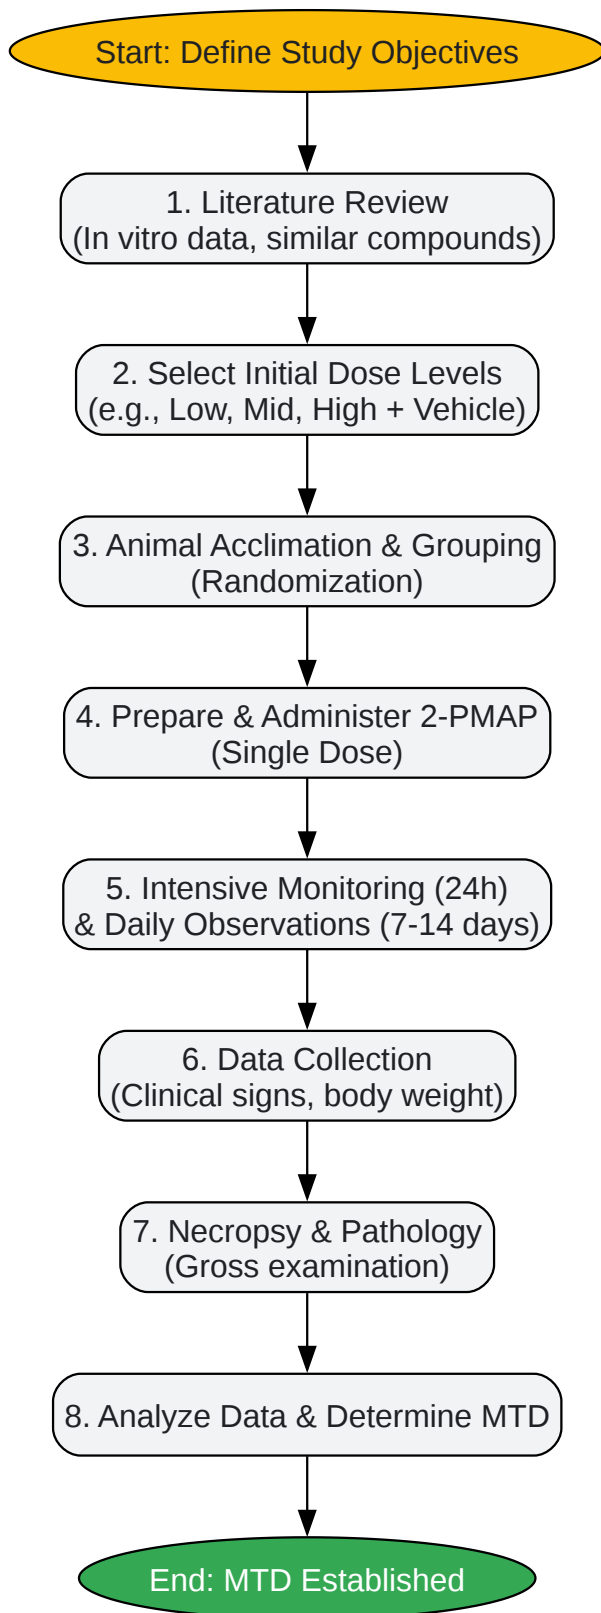 Start: Define Study Objectives
1. Literature Review
(In vitro data, similar compounds)
2. Select Initial Dose Levels
(e.g., Low, Mid, High + Vehicle)
3. Animal Acclimation & Grouping
(Randomization)
4. Prepare & Administer 2-PMAP
(Single Dose)
5. Intensive Monitoring (24h)
& Daily Observations (7-14 days)
6. Data Collection
(Clinical signs, body weight)
7. Necropsy & Pathology
(Gross examination)
8. Analyze Data & Determine MTD
End: MTD Established